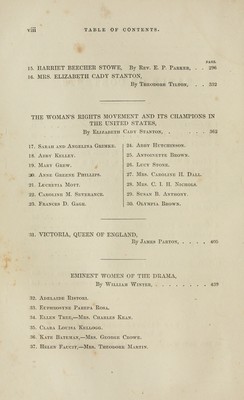 viii TABLE OF CONTENTS.
PAGE
15. HARRIET BEECHER STOWE, By Rev. E. P. Parker, . . 296
16. MRS. ELIZABETH CADY STANTON,
By Theodore Tilton, . . 332
THE WOMAN'S RIGHTS MOVEMENT AND ITS CHAMPIONS IN
THE UNITED STATES,
By Elizabeth Cady Stanton, . . 362
17. Sarah and Angelina Grimke.
18. Abby Kelley.
19. Mary Grew.
20. Anne Greene Phillips.
21. Lucretia Mott.
22. Caroline M. Severance.
23. Frances D. Gage.
24. Abby Hutchinson.
25. Antoinette Brown.
26. Lucy Stone.
27. Mrs. Caroline H. Dall.
28. Mrs. C. I. H. Nichols.
29. Susan B. Anthony.
30. Olympia Brown.
31. VICTORIA, QUEEN OF ENGLAND,
By James Parton, . . . . 405
EMINENT WOMEN OF THE DRAMA,
By William Winter, . . . . . . . . 439
32. Adelaide Ristori.
33. Euphrosyne Parepa Rosa.
34. Ellen Tree,—Mrs. Charles Kean.
35. Clara Louisa Kellogg.
36. Kate Bateman,—Mrs. George Crowe.
37. Helen Faucit,—Mrs. Theodore Martin.